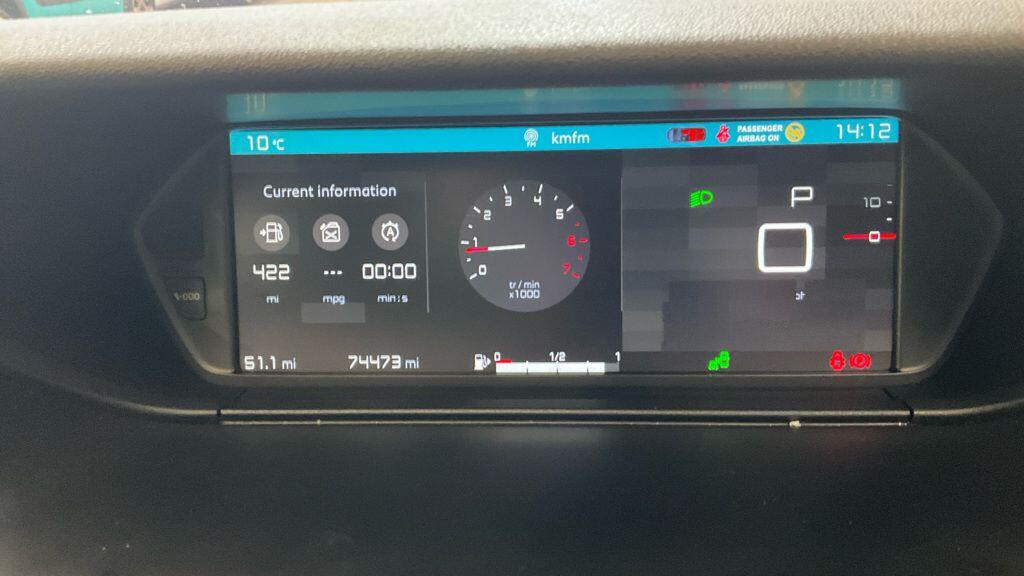 10°C
FM
kmfm
PASSENGER
AIRBAG ON
14:12
Current information
422
---
00:00
mi
mpg
min:s
A
0
1
2
3
4
5
6
7
tr/min
x1000
P
10
0
51.1 mi
74473 mi
0
1/2
1